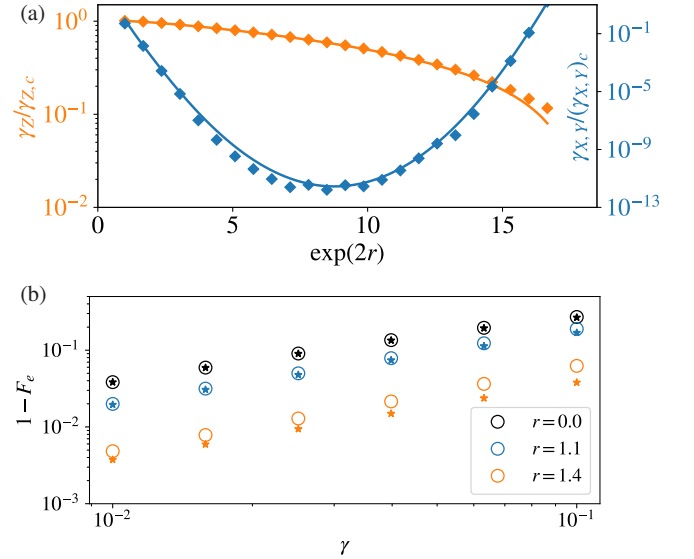 (a)
10^0
10^{-1}
10^{-2}
γ_Z/γ_{Z,c}
10^{-1}
10^{-5}
10^{-9}
10^{-13}
γ_{X,Y}/(γ_{X,Y})_c
0 5 10 15
exp(2r)
(b)
10^{-1}
10^{-2}
10^{-3}
1 − F_e
r = 0.0
r = 1.1
r = 1.4
10^{-2} 10^{-1}
γ